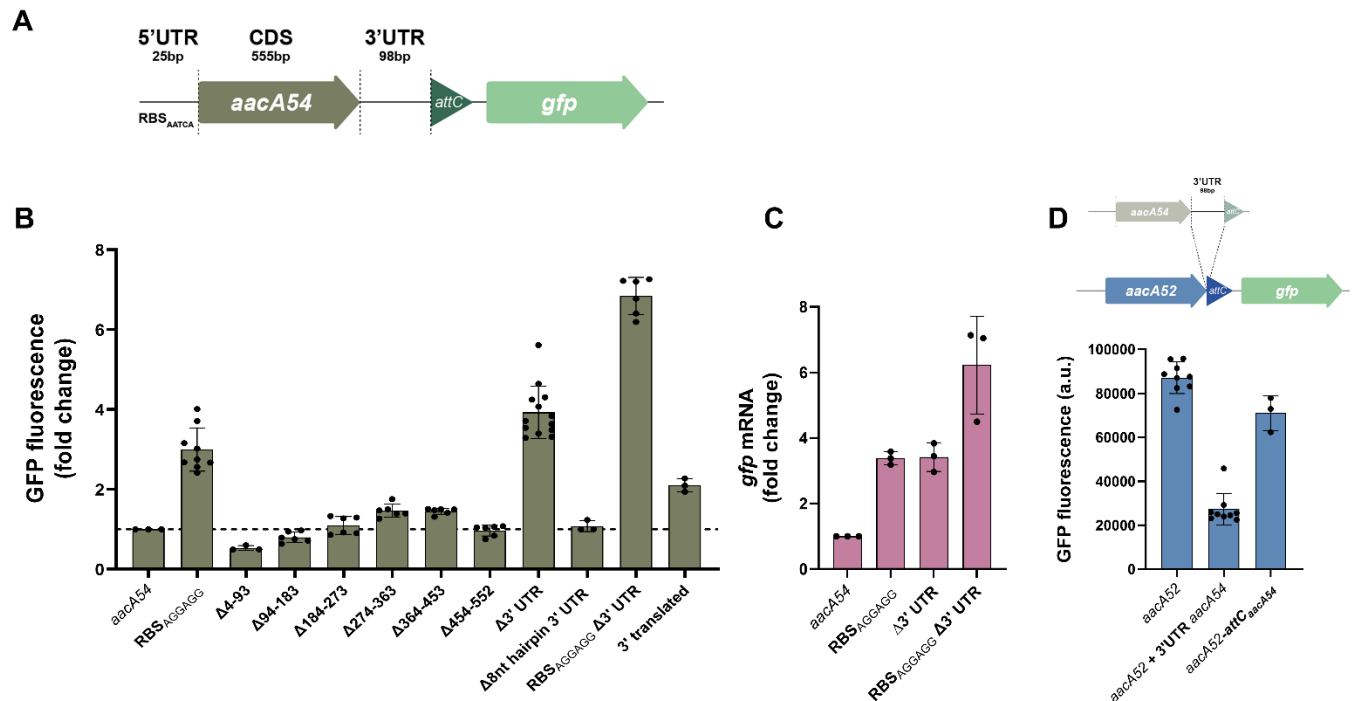 A
5'UTR CDS 3'UTR
25bp 555bp 98bp
aacA54 attC gfp
RBSAATCA
B
GFP fluorescence
(fold change)
8
6
4
2
0
aacA54
RBSAGGAGG
Δ4-93
Δ94-183
Δ184-273
Δ274-363
Δ364-453
Δ454-552
Δ3' UTR
Δ8nt hairpin 3' UTR
RBSAGGAGG Δ3' UTR
3' translated
C
gfp mRNA
(fold change)
8
6
4
2
0
aacA54
RBSAGGAGG
Δ3' UTR
RBSAGGAGG Δ3' UTR
D
3'UTR
98bp
aacA54 attC
aacA52 attC gfp
GFP fluorescence (a.u.)
100000
80000
60000
40000
20000
0
aacA52
aacA52 + 3'UTR aacA54
aacA52-attCaacA54